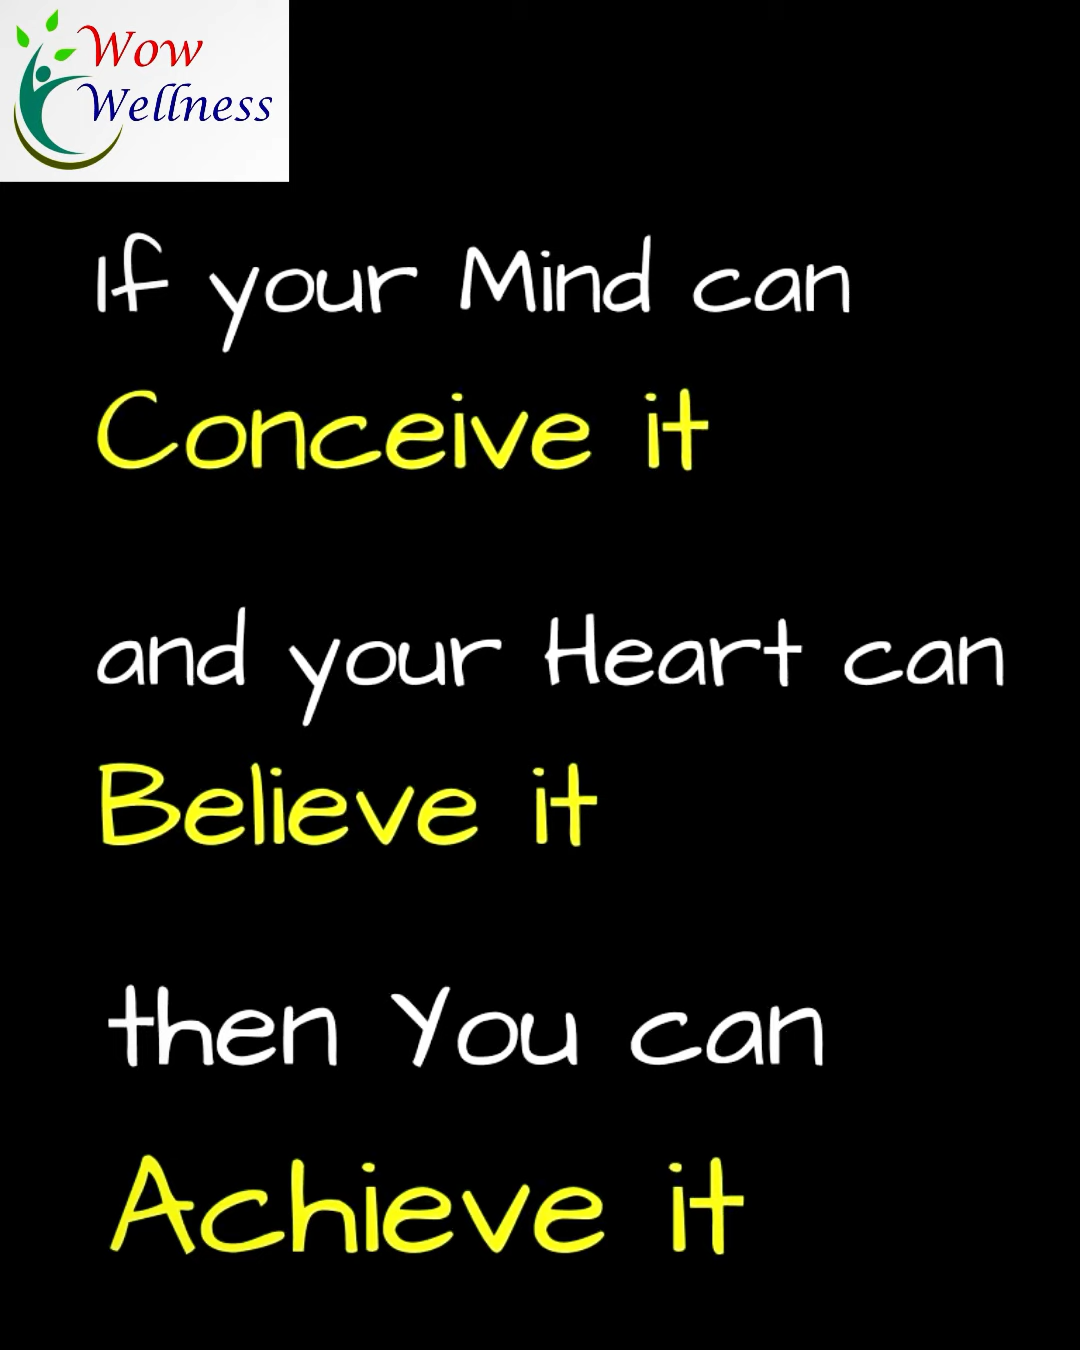 Wow
Wellness
If your Mind can
Conceive it
and your Heart can
Believe it
then You can
Achieve it